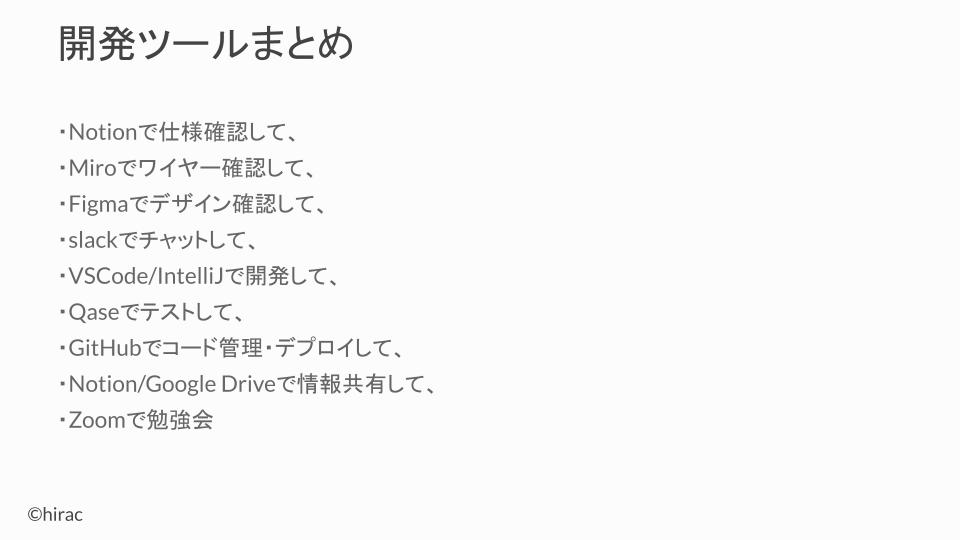 開発ツールまとめ
・Notionで仕様確認して、
・Miroでワイヤー確認して、
・Figmaでデザイン確認して、
・slackでチャットして、
・VSCode/IntelliJで開発して、
・Qaseでテストして、
・GitHubでコード管理・デプロイして、
・Notion/Google Driveで情報共有して、
・Zoomで勉強会
©hirac